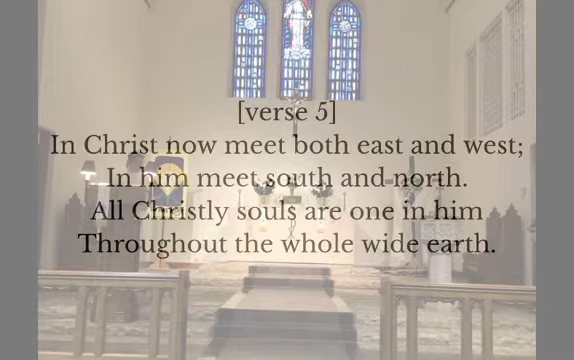 [verse 5]
In Christ now meet both east and west;
In him meet south and north.
All Christly souls are one in him
Throughout the whole wide earth.